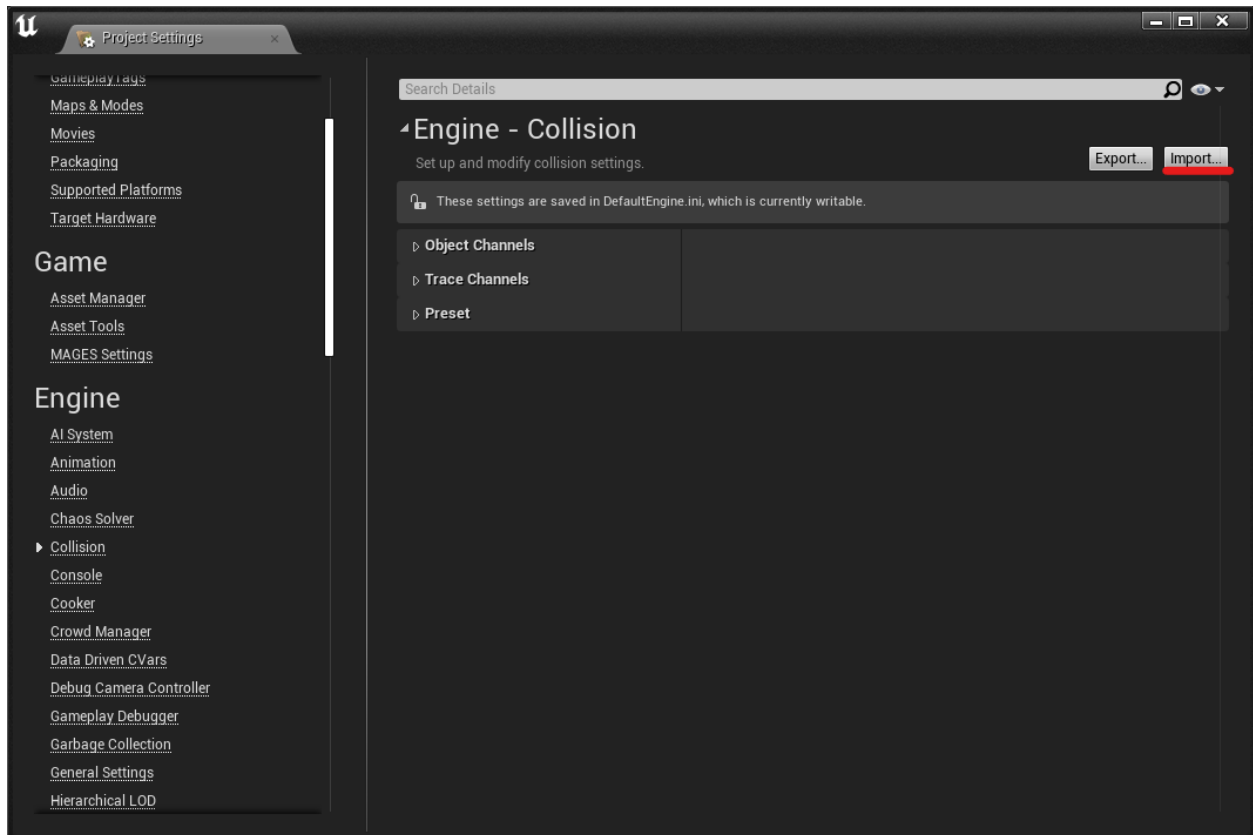 Project Settings
GameplayTags
Maps & Modes
Movies
Packaging
Supported Platforms
Target Hardware
Game
Asset Manager
Asset Tools
MAGES Settings
Engine
AI System
Animation
Audio
Chaos Solver
Collision
Console
Cooker
Crowd Manager
Data Driven CVars
Debug Camera Controller
Gameplay Debugger
Garbage Collection
General Settings
Hierarchical LOD
Search Details
Engine - Collision
Set up and modify collision settings.
Export... Import...
These settings are saved in DefaultEngine.ini, which is currently writable.
Object Channels
Trace Channels
Preset